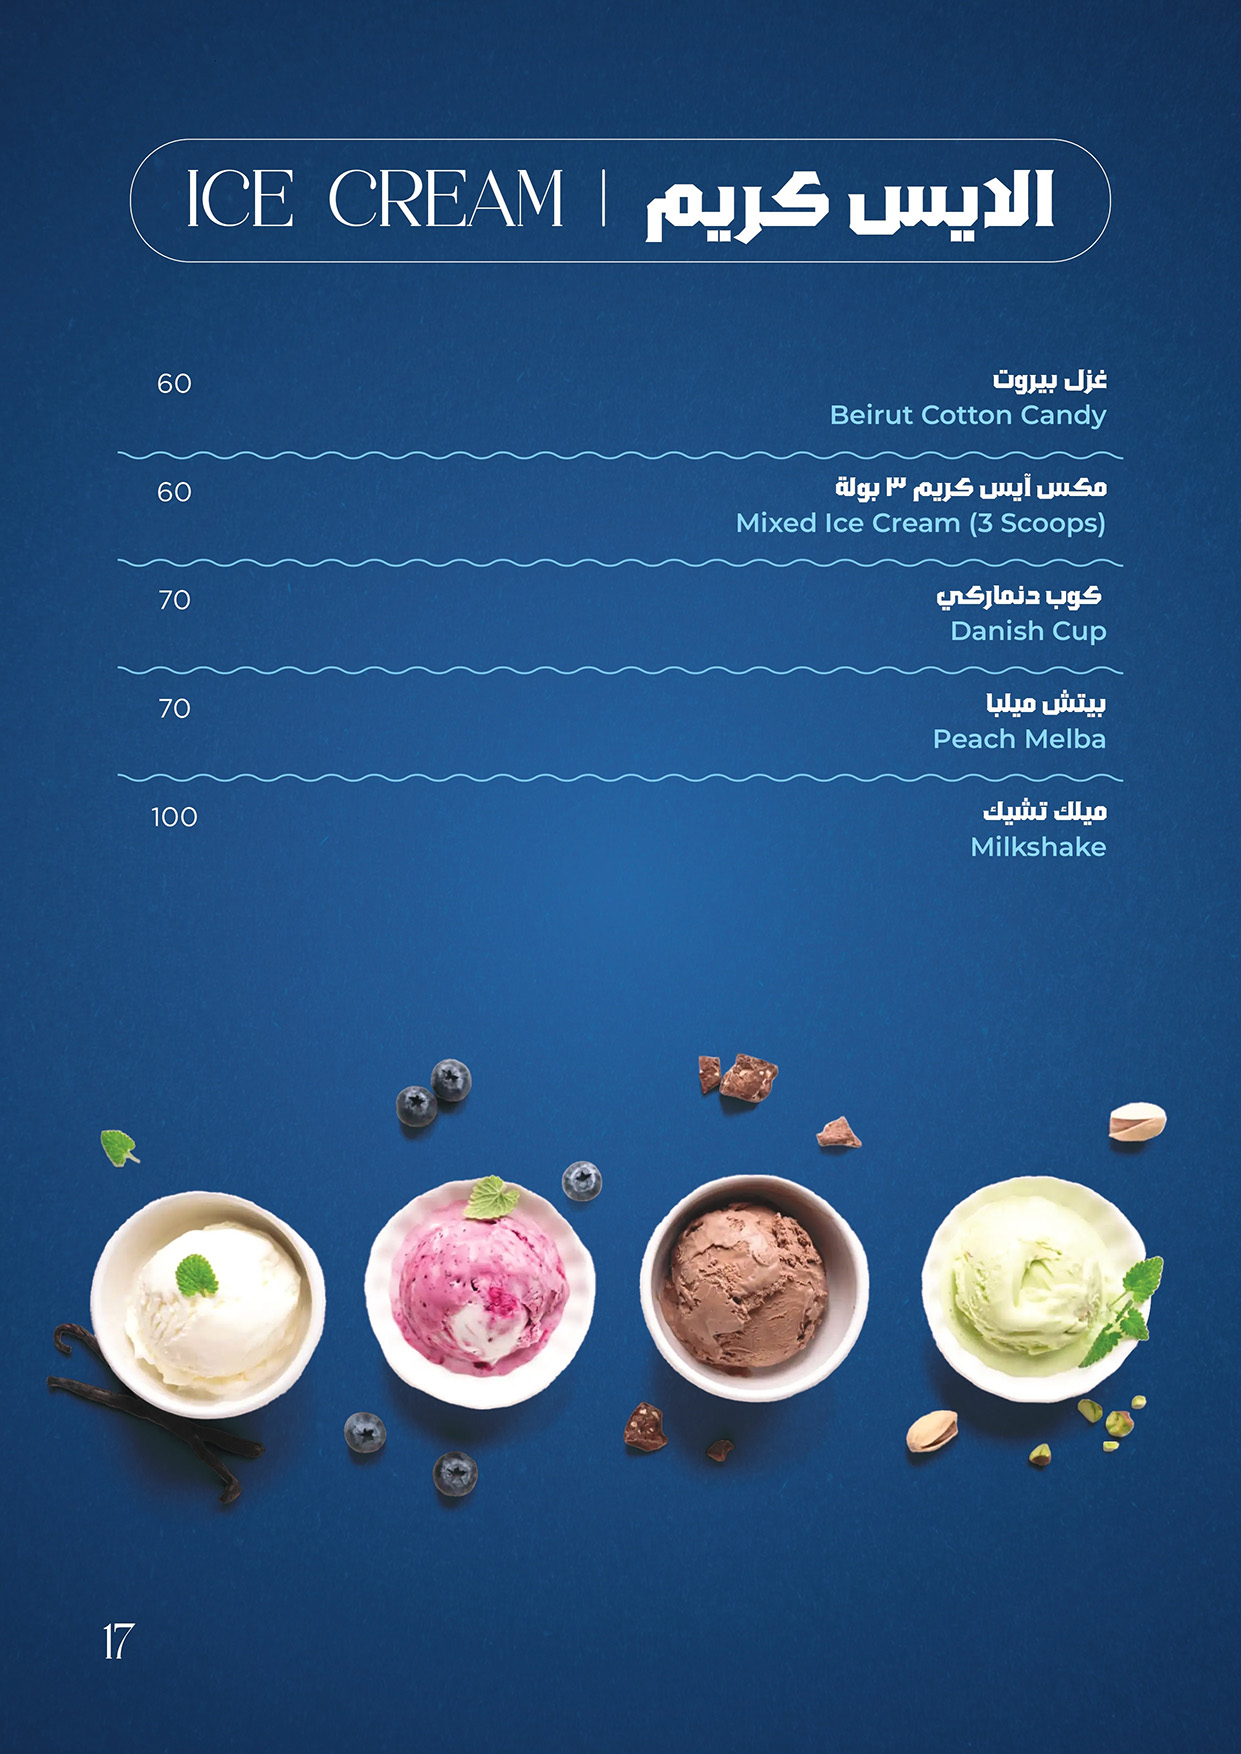 ICE CREAM | الايس كريم
غزل بيروت
60
Beirut Cotton Candy
مكس آيس كريم ٣ بولة
60
Mixed Ice Cream (3 Scoops)
كوب دنماركي
70
Danish Cup
بيتش ميلبا
70
Peach Melba
ميلك تشيك
100
Milkshake
17